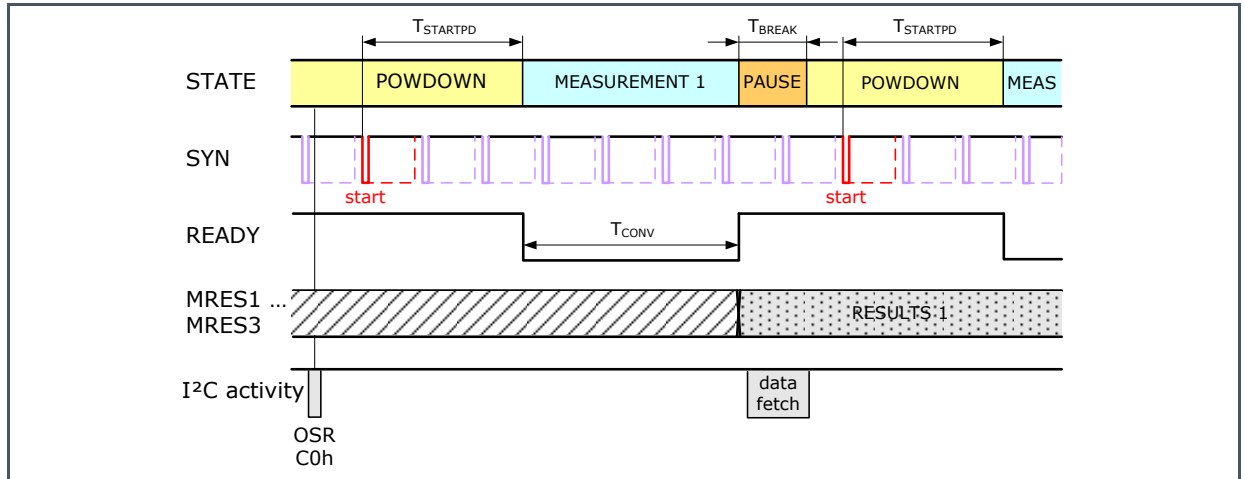 TSTARTPD TBREAK TSTARTPD
STATE POWDOWN MEASUREMENT 1 PAUSE POWDOWN MEAS
SYN
start start
READY TCONV
MRES1 ...
MRES3
RESULTS 1
I²C activity
data
fetch
OSR
C0h